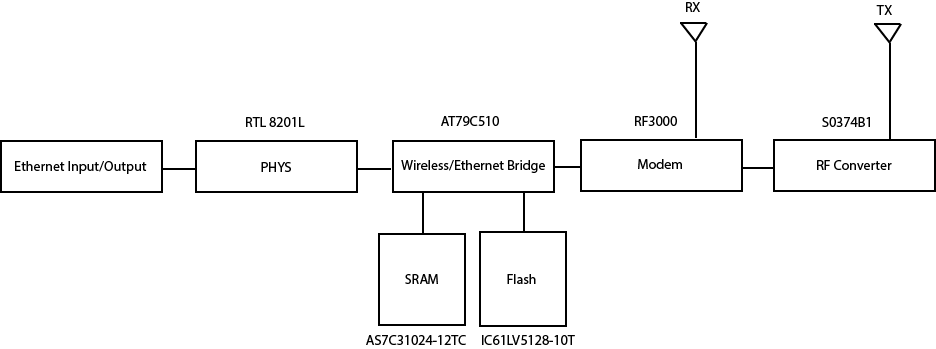 RX
TX
RTL 8201L
AT79C510
RF3000
S0374B1
Ethernet Input/Output
PHYS
Wireless/Ethernet Bridge
Modem
RF Converter
SRAM
Flash
AS7C31024-12TC
IC61LV5128-10T